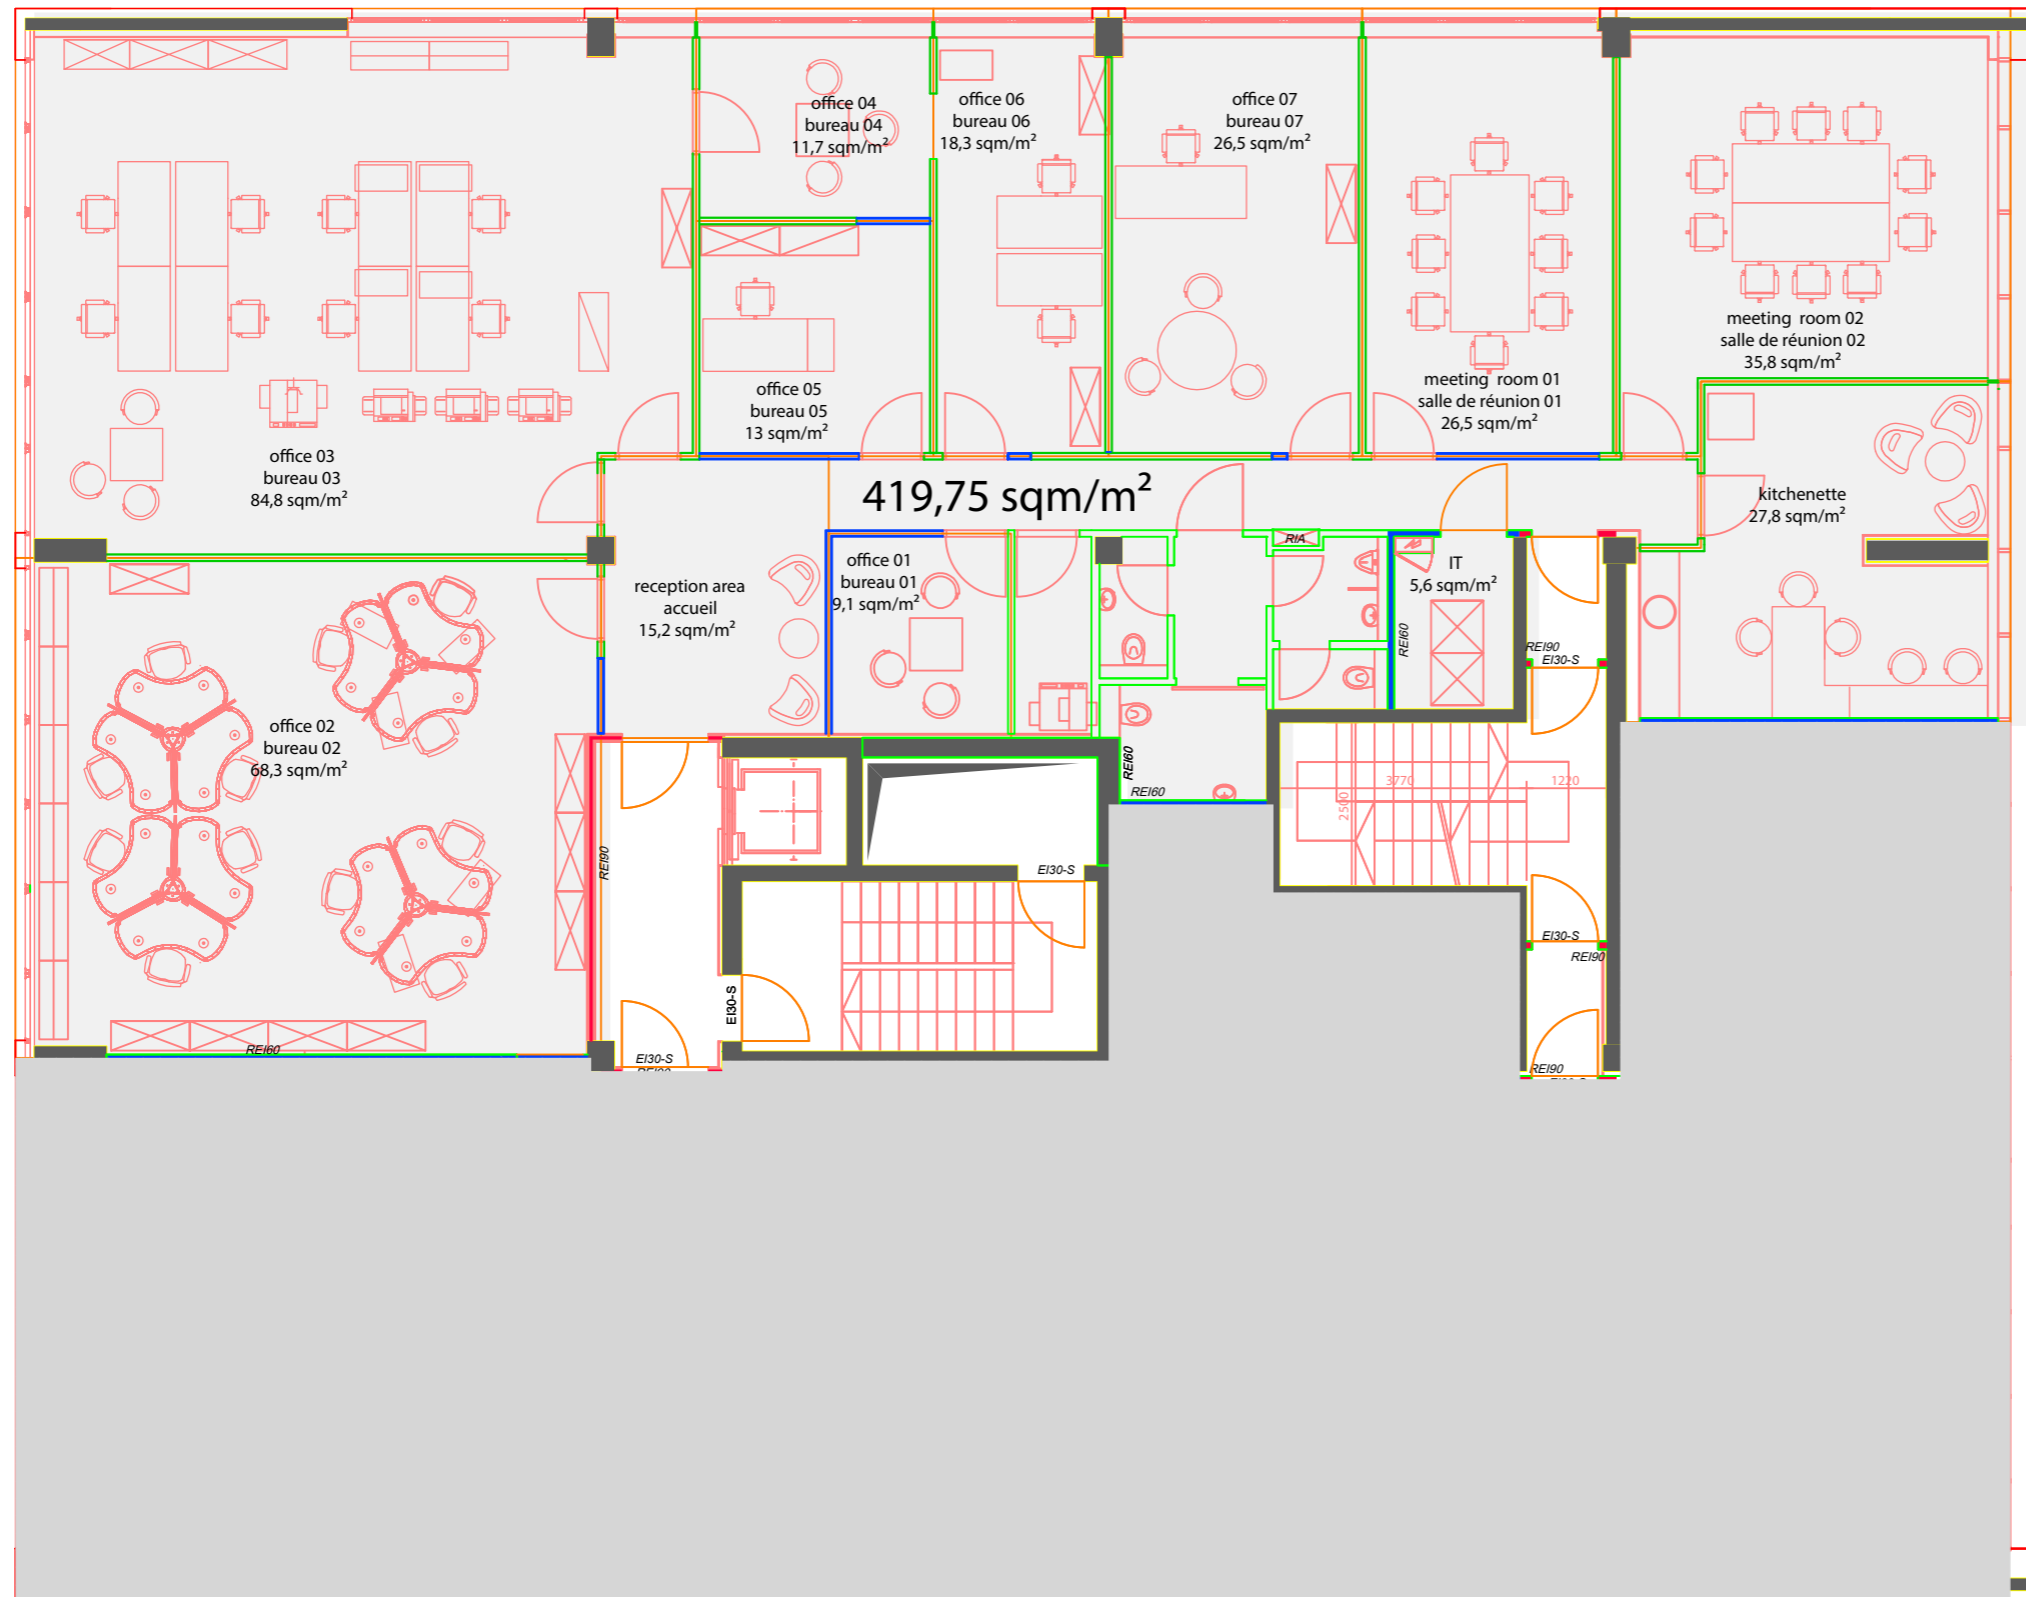 office 04
bureau 04
11,7 sqm/m²
office 06
bureau 06
18,3 sqm/m²
office 07
bureau 07
26,5 sqm/m²
meeting  room 02
salle de réunion 02
35,8 sqm/m²
office 05
bureau 05
13 sqm/m²
meeting  room 01
salle de réunion 01
26,5 sqm/m²
office 03
bureau 03
84,8 sqm/m²
419,75 sqm/m²
kitchenette
27,8 sqm/m²
RIA
office 01
bureau 01
9,1 sqm/m²
IT
5,6 sqm/m²
reception area
accueil
15,2 sqm/m²
REI60
REI90
EI30-S
office 02
bureau 02
68,3 sqm/m²
REI60
REI60
3770
1220
2500
REI90
EI30-S
EI30-S
REI90
EI30-S
REI60
EI30-S
REI90
REI90